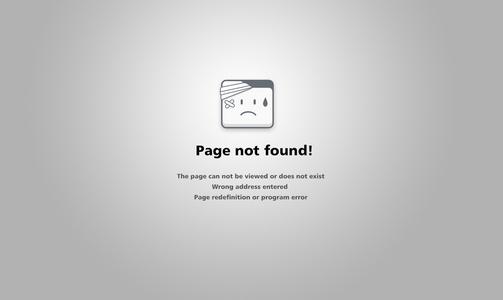 Page not found!
The page can not be viewed or does not exist
Wrong address entered
Page redefinition or program error